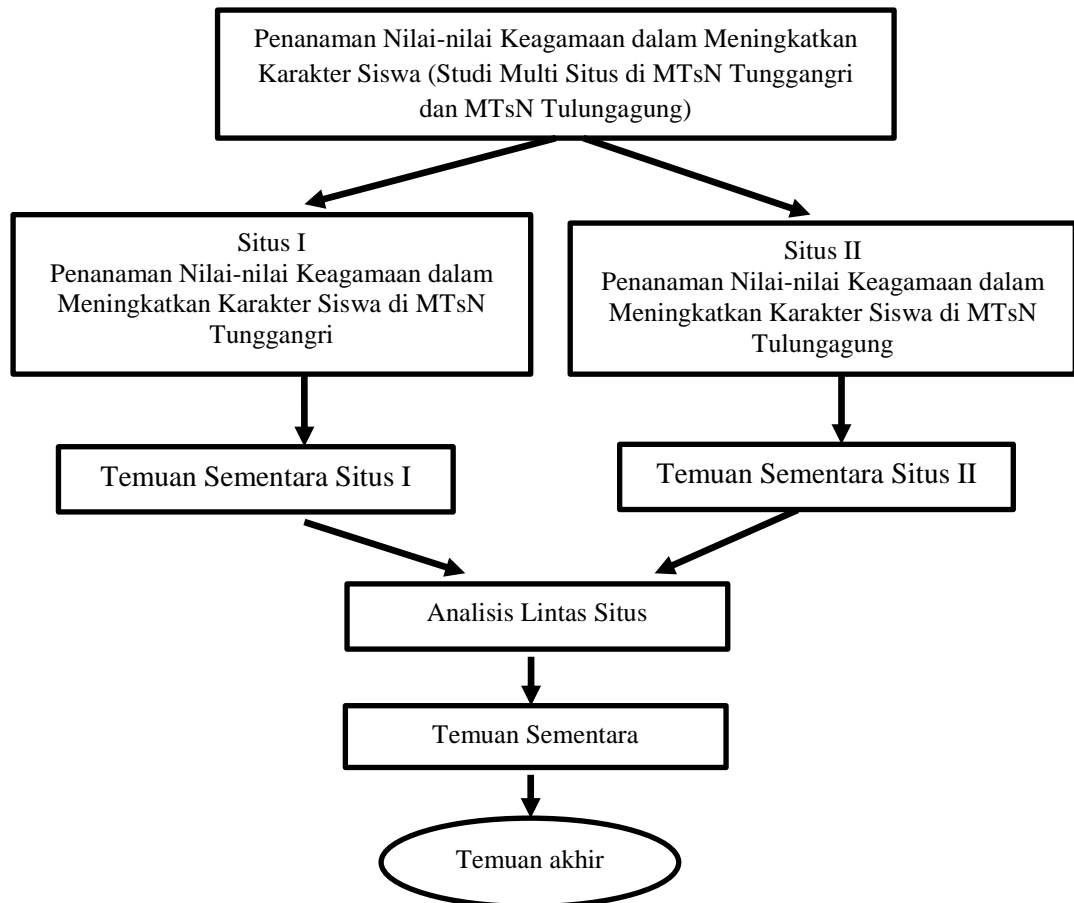 Penanaman Nilai-nilai Keagamaan dalam Meningkatkan
Karakter Siswa (Studi Multi Situs di MTsN Tunggangri
dan MTsN Tulungagung)
Situs I
Penanaman Nilai-nilai Keagamaan dalam
Meningkatkan Karakter Siswa di MTsN
Tunggangri
Situs II
Penanaman Nilai-nilai Keagamaan dalam
Meningkatkan Karakter Siswa di MTsN
Tulungagung
Temuan Sementara Situs I
Temuan Sementara Situs II
Analisis Lintas Situs
Temuan Sementara
Temuan akhir